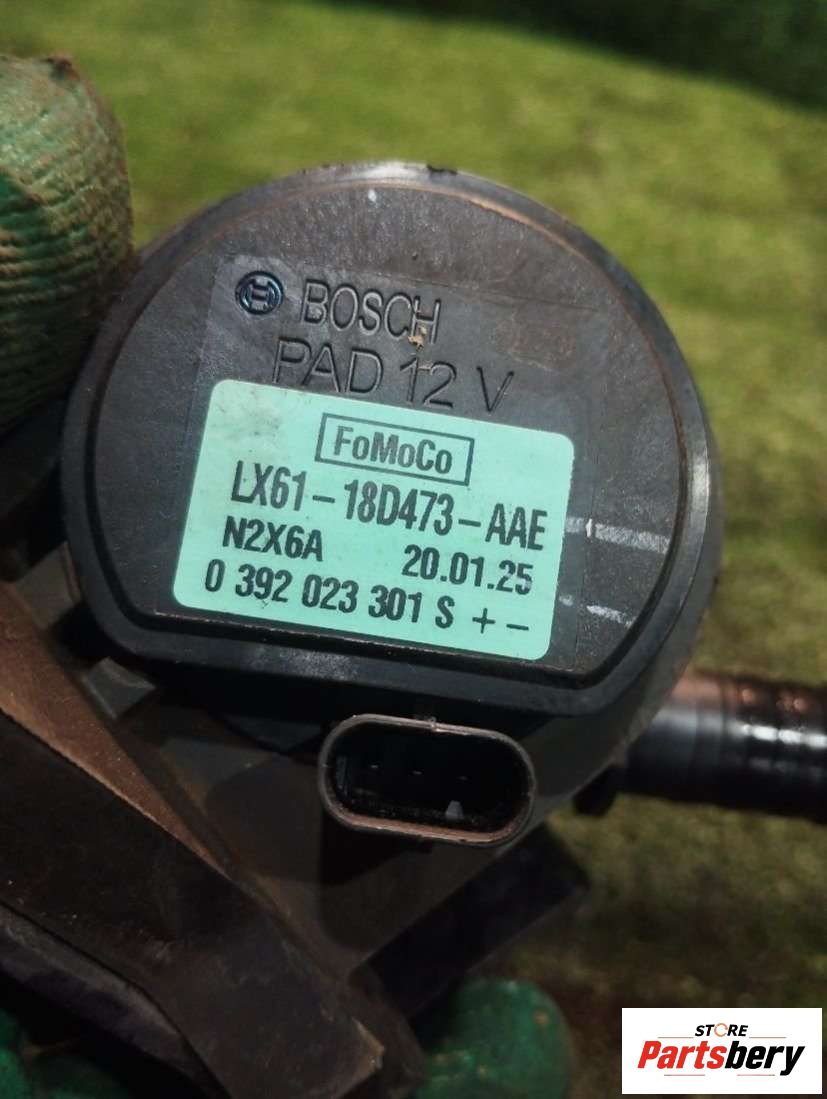 BOSCH
PAD 12 V
FoMoCo
LX61-18D473-AAE
N2X6A 20.01.25
0 392 023 301 S + -
STORE
Partsbery